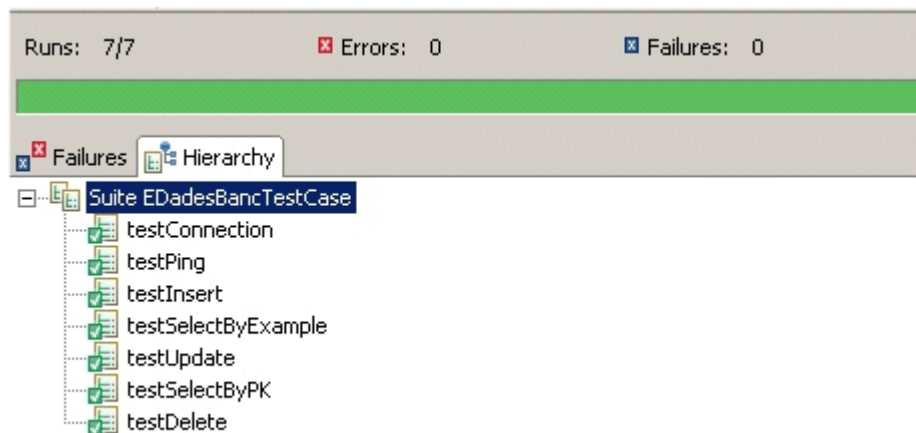 Runs: 7/7 Errors: 0 Failures: 0
Failures Hierarchy
Suite EDadesBancTestCase
testConnection
testPing
testInsert
testSelectByExample
testUpdate
testSelectByPK
testDelete